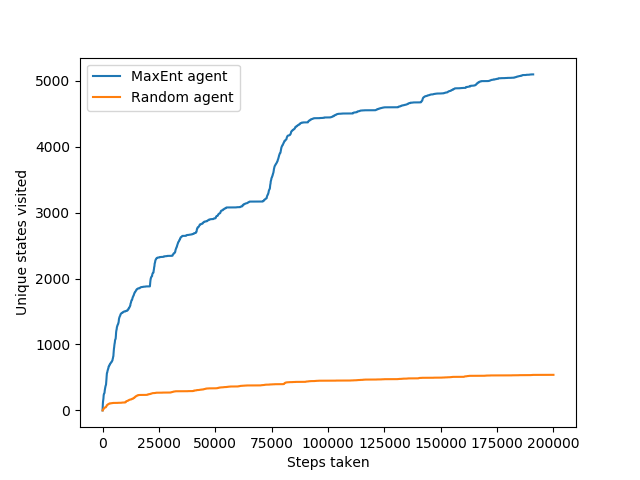 MaxEnt agent
Random agent
5000
4000
3000
2000
1000
0
Unique states visited
0 25000 50000 75000 100000 125000 150000 175000 200000
Steps taken